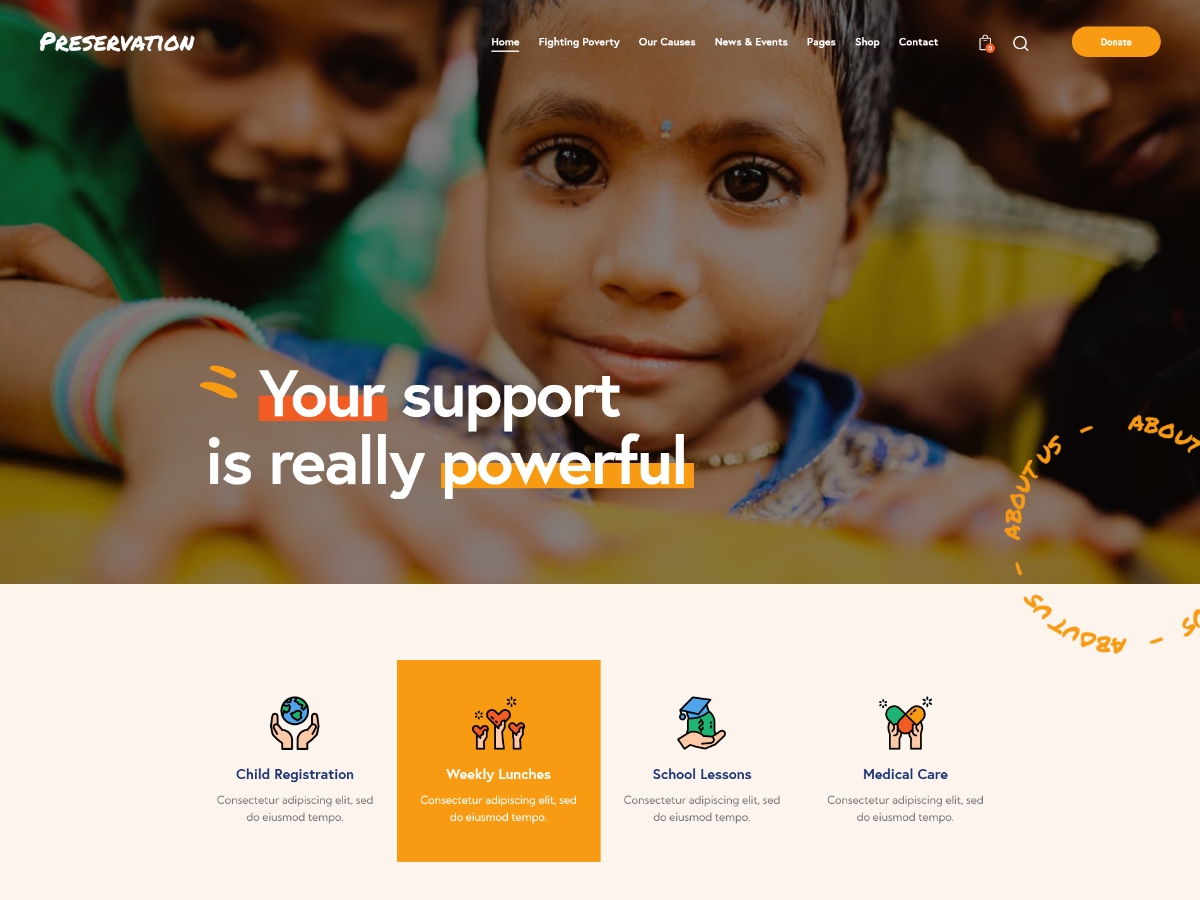 PRESERVATION
Home Fighting Poverty Our Causes News & Events Pages Shop Contact
0
Donate
Your support
is really powerful
ABOUT US - ABOUT
- ABOUT US - US
Child Registration
Consectetur adipiscing elit, sed
do eiusmod tempo.
Weekly Lunches
Consectetur adipiscing elit, sed
do eiusmod tempo.
School Lessons
Consectetur adipiscing elit, sed
do eiusmod tempo.
Medical Care
Consectetur adipiscing elit, sed
do eiusmod tempo.